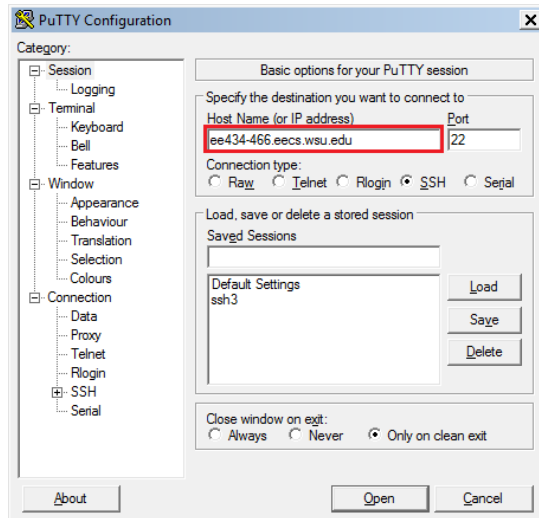 PuTTY Configuration
Category:
Session
Logging
Terminal
Keyboard
Bell
Features
Window
Appearance
Behaviour
Translation
Selection
Colours
Connection
Data
Proxy
Telnet
Rlogin
SSH
Serial
Basic options for your PuTTY session
Specify the destination you want to connect to
Host Name (or IP address) Port
ee434-466.eecs.wsu.edu 22
Connection type:
Raw Telnet Rlogin SSH Serial
Load, save or delete a stored session
Saved Sessions
Default Settings
ssh3
Load
Save
Delete
Close window on exit:
Always Never Only on clean exit
About Open Cancel